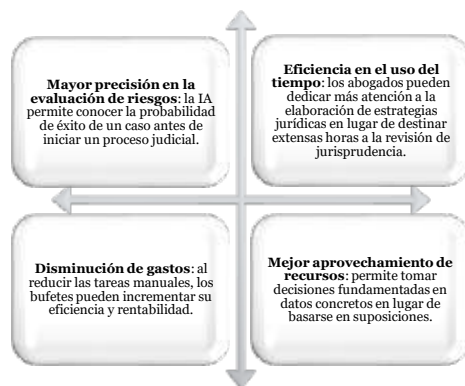 Mayor precisión en la
evaluación de riesgos: la IA
permite conocer la probabilidad
de éxito de un caso antes de
iniciar un proceso judicial.
Eficiencia en el uso del
tiempo: los abogados pueden
dedicar más atención a la
elaboración de estrategias
jurídicas en lugar de destinar
extensas horas a la revisión de
jurisprudencia.
Disminución de gastos: al
reducir las tareas manuales, los
bufetes pueden incrementar su
eficiencia y rentabilidad.
Mejor aprovechamiento de
recursos: permite tomar
decisiones fundamentadas en
datos concretos en lugar de
basarse en suposiciones.